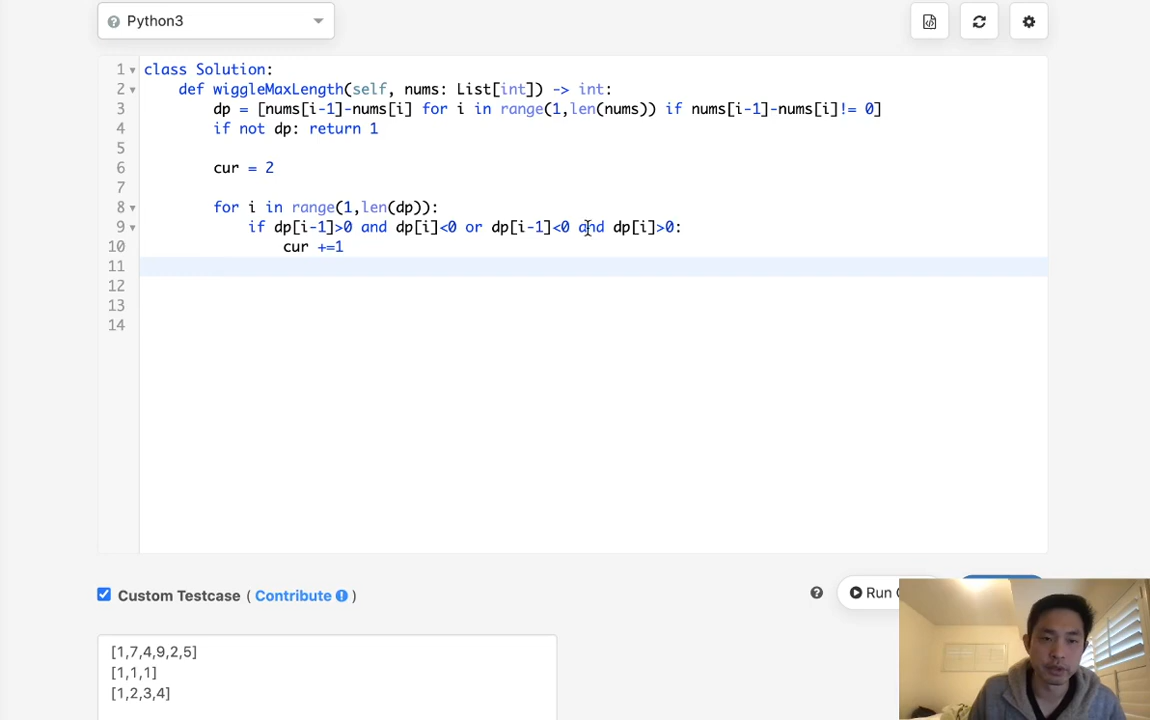 Python3
1 class Solution:
2 def wiggleMaxLength(self, nums: List[int]) -> int:
3 dp = [nums[i-1]-nums[i] for i in range(1,len(nums)) if nums[i-1]-nums[i]!= 0]
4 if not dp: return 1
5
6 cur = 2
7
8 for i in range(1,len(dp)):
9 if dp[i-1]>0 and dp[i]<0 or dp[i-1]<0 and dp[i]>0:
10 cur +=1
11
12
13
14
Custom Testcase ( Contribute )
Run
[1,7,4,9,2,5]
[1,1,1]
[1,2,3,4]